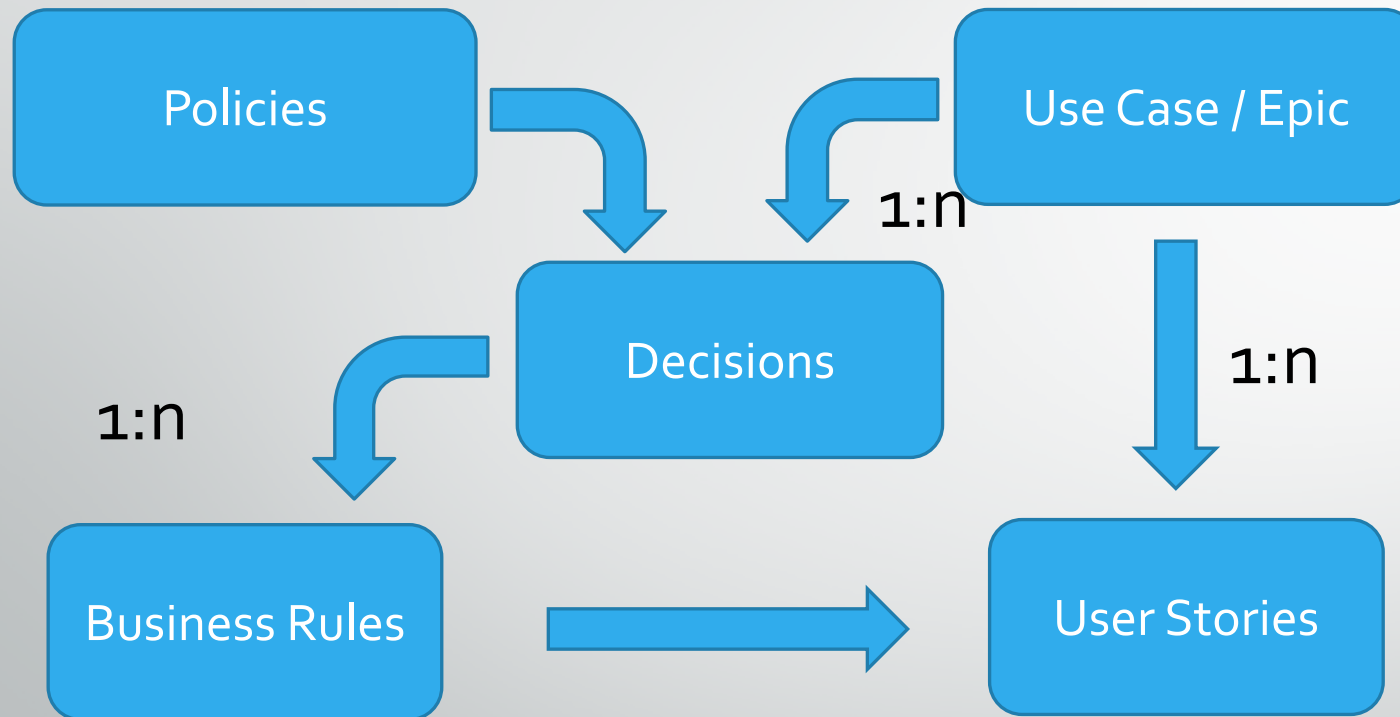 Policies
Use Case / Epic
1:n
Decisions
1:n
1:n
Business Rules
User Stories